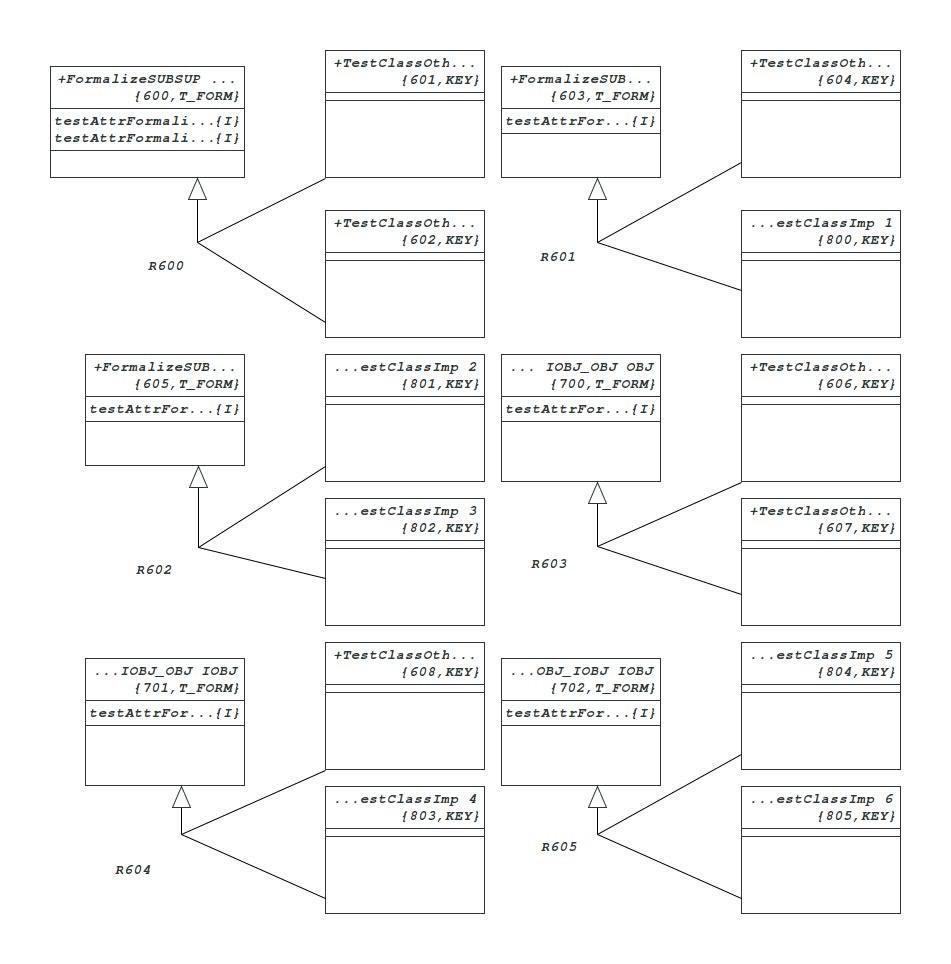 +FormalizeSUBSUP ...
{600,T_FORM}
testAttrFormali...{I}
testAttrFormali...{I}
+TestClassOth...
{601,KEY}
+TestClassOth...
{602,KEY}
R600
+FormalizeSUB...
{603,T_FORM}
testAttrFor...{I}
+TestClassOth...
{604,KEY}
...estClassImp 1
{800,KEY}
R601
+FormalizeSUB...
{605,T_FORM}
testAttrFor...{I}
...estClassImp 2
{801,KEY}
...estClassImp 3
{802,KEY}
R602
... IOBJ_OBJ OBJ
{700,T_FORM}
testAttrFor...{I}
+TestClassOth...
{606,KEY}
+TestClassOth...
{607,KEY}
R603
...IOBJ_OBJ IOBJ
{701,T_FORM}
testAttrFor...{I}
+TestClassOth...
{608,KEY}
...estClassImp 4
{803,KEY}
R604
...OBJ_IOBJ IOBJ
{702,T_FORM}
testAttrFor...{I}
...estClassImp 5
{804,KEY}
...estClassImp 6
{805,KEY}
R605